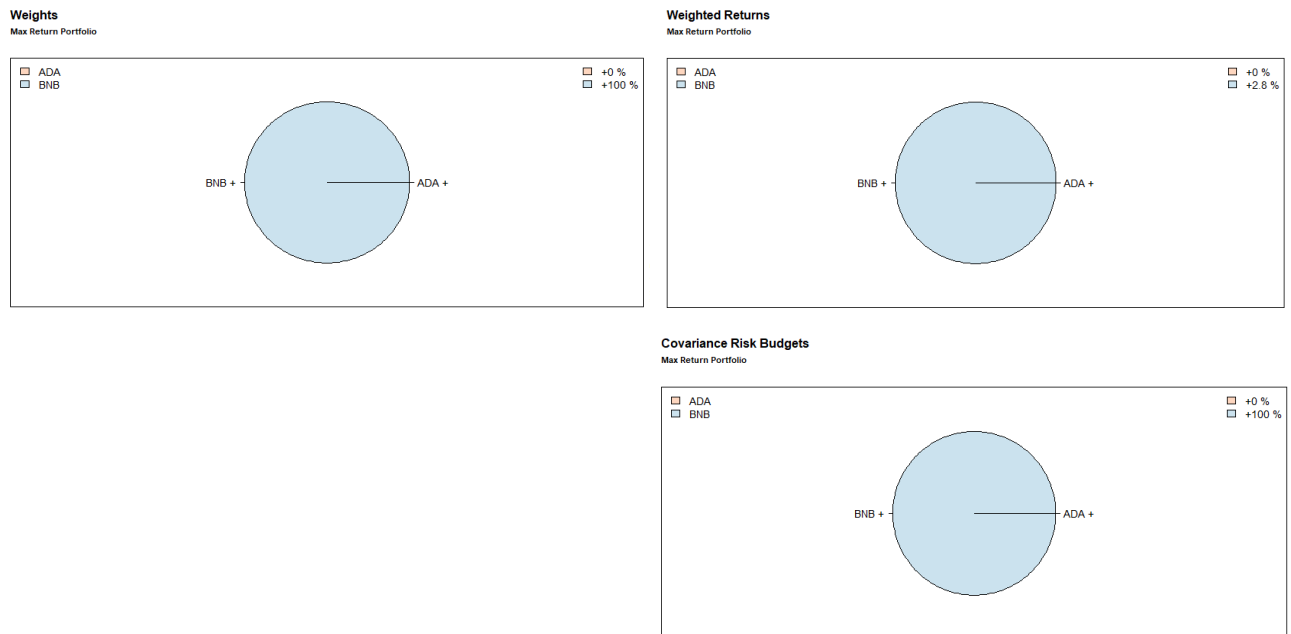 Weights
Max Return Portfolio
ADA +0 %
BNB +100 %
BNB + ADA +
Weighted Returns
Max Return Portfolio
ADA +0 %
BNB +2.8 %
BNB + ADA +
Covariance Risk Budgets
Max Return Portfolio
ADA +0 %
BNB +100 %
BNB + ADA +